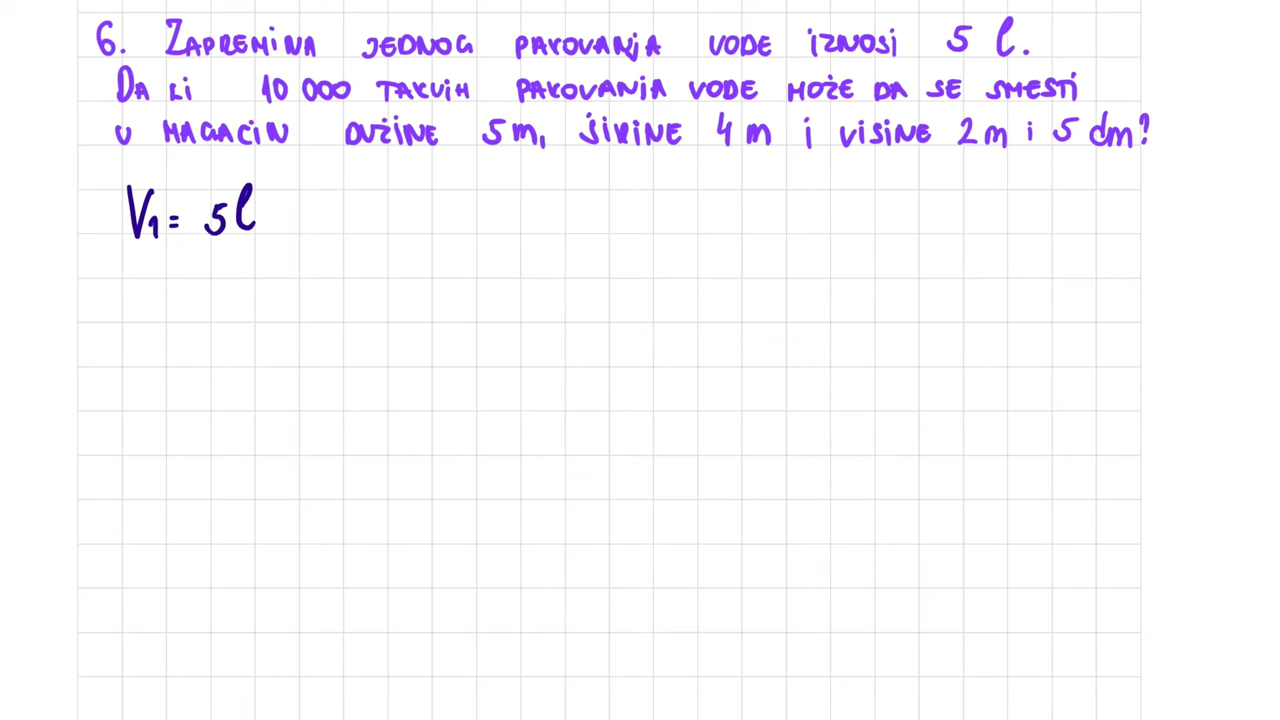 6. ZAPREMINA JEDNOG PAKOVANJA VODE IZNOSI 5 l.
DA LI 10 000 TAKVIH PAKOVANJA VODE MOŽE DA SE SMESTI
U MAGACIN DUŽINE 5m, ŠIRINE 4 m i VISINE 2 m i 5 dm?
V₁ = 5l